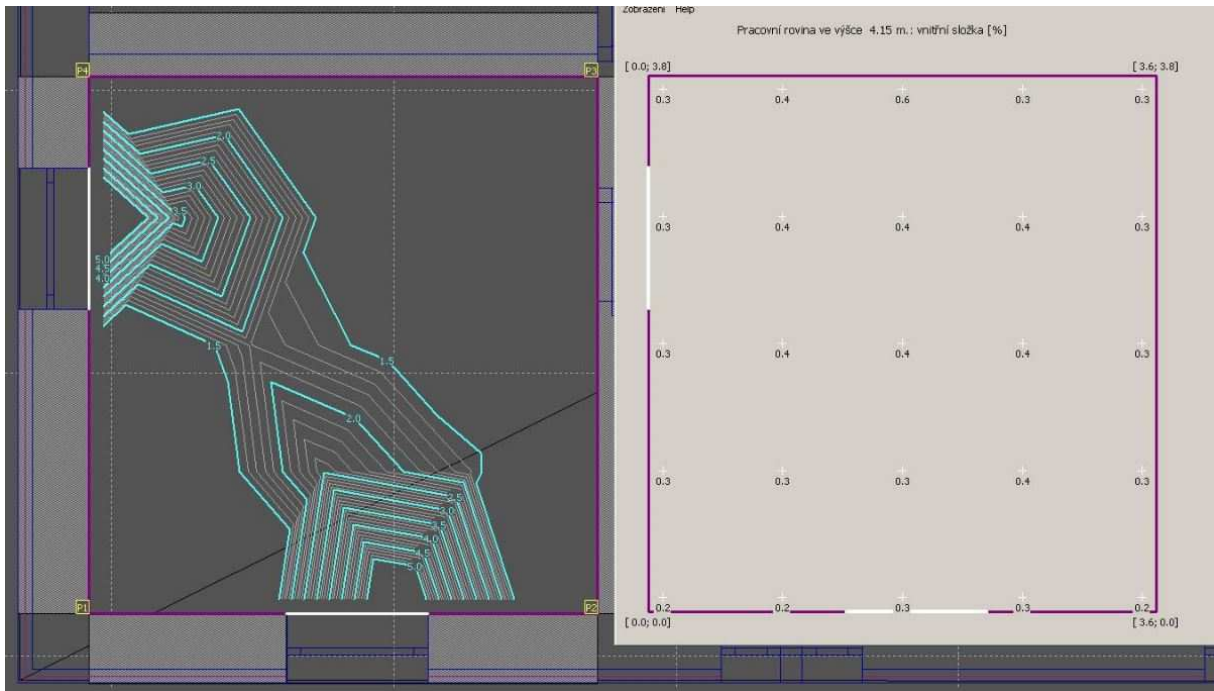 Zobrazení Help
Pracovní rovina ve výšce 4.15 m.: vnitřní složka [%]
P4
P3
2.0
2.5
3.0
3.5
5.0
4.5
4.0
1.5
1.5
2.0
2.5
3.0
3.5
4.0
4.5
5.0
P1
P2
[ 0.0; 3.8]
[ 3.6; 3.8]
0.3 0.4 0.6 0.3 0.3
0.3 0.4 0.4 0.4 0.3
0.3 0.4 0.4 0.4 0.3
0.3 0.3 0.3 0.4 0.3
0.2 0.2 0.3 0.3 0.2
[ 0.0; 0.0]
[ 3.6; 0.0]